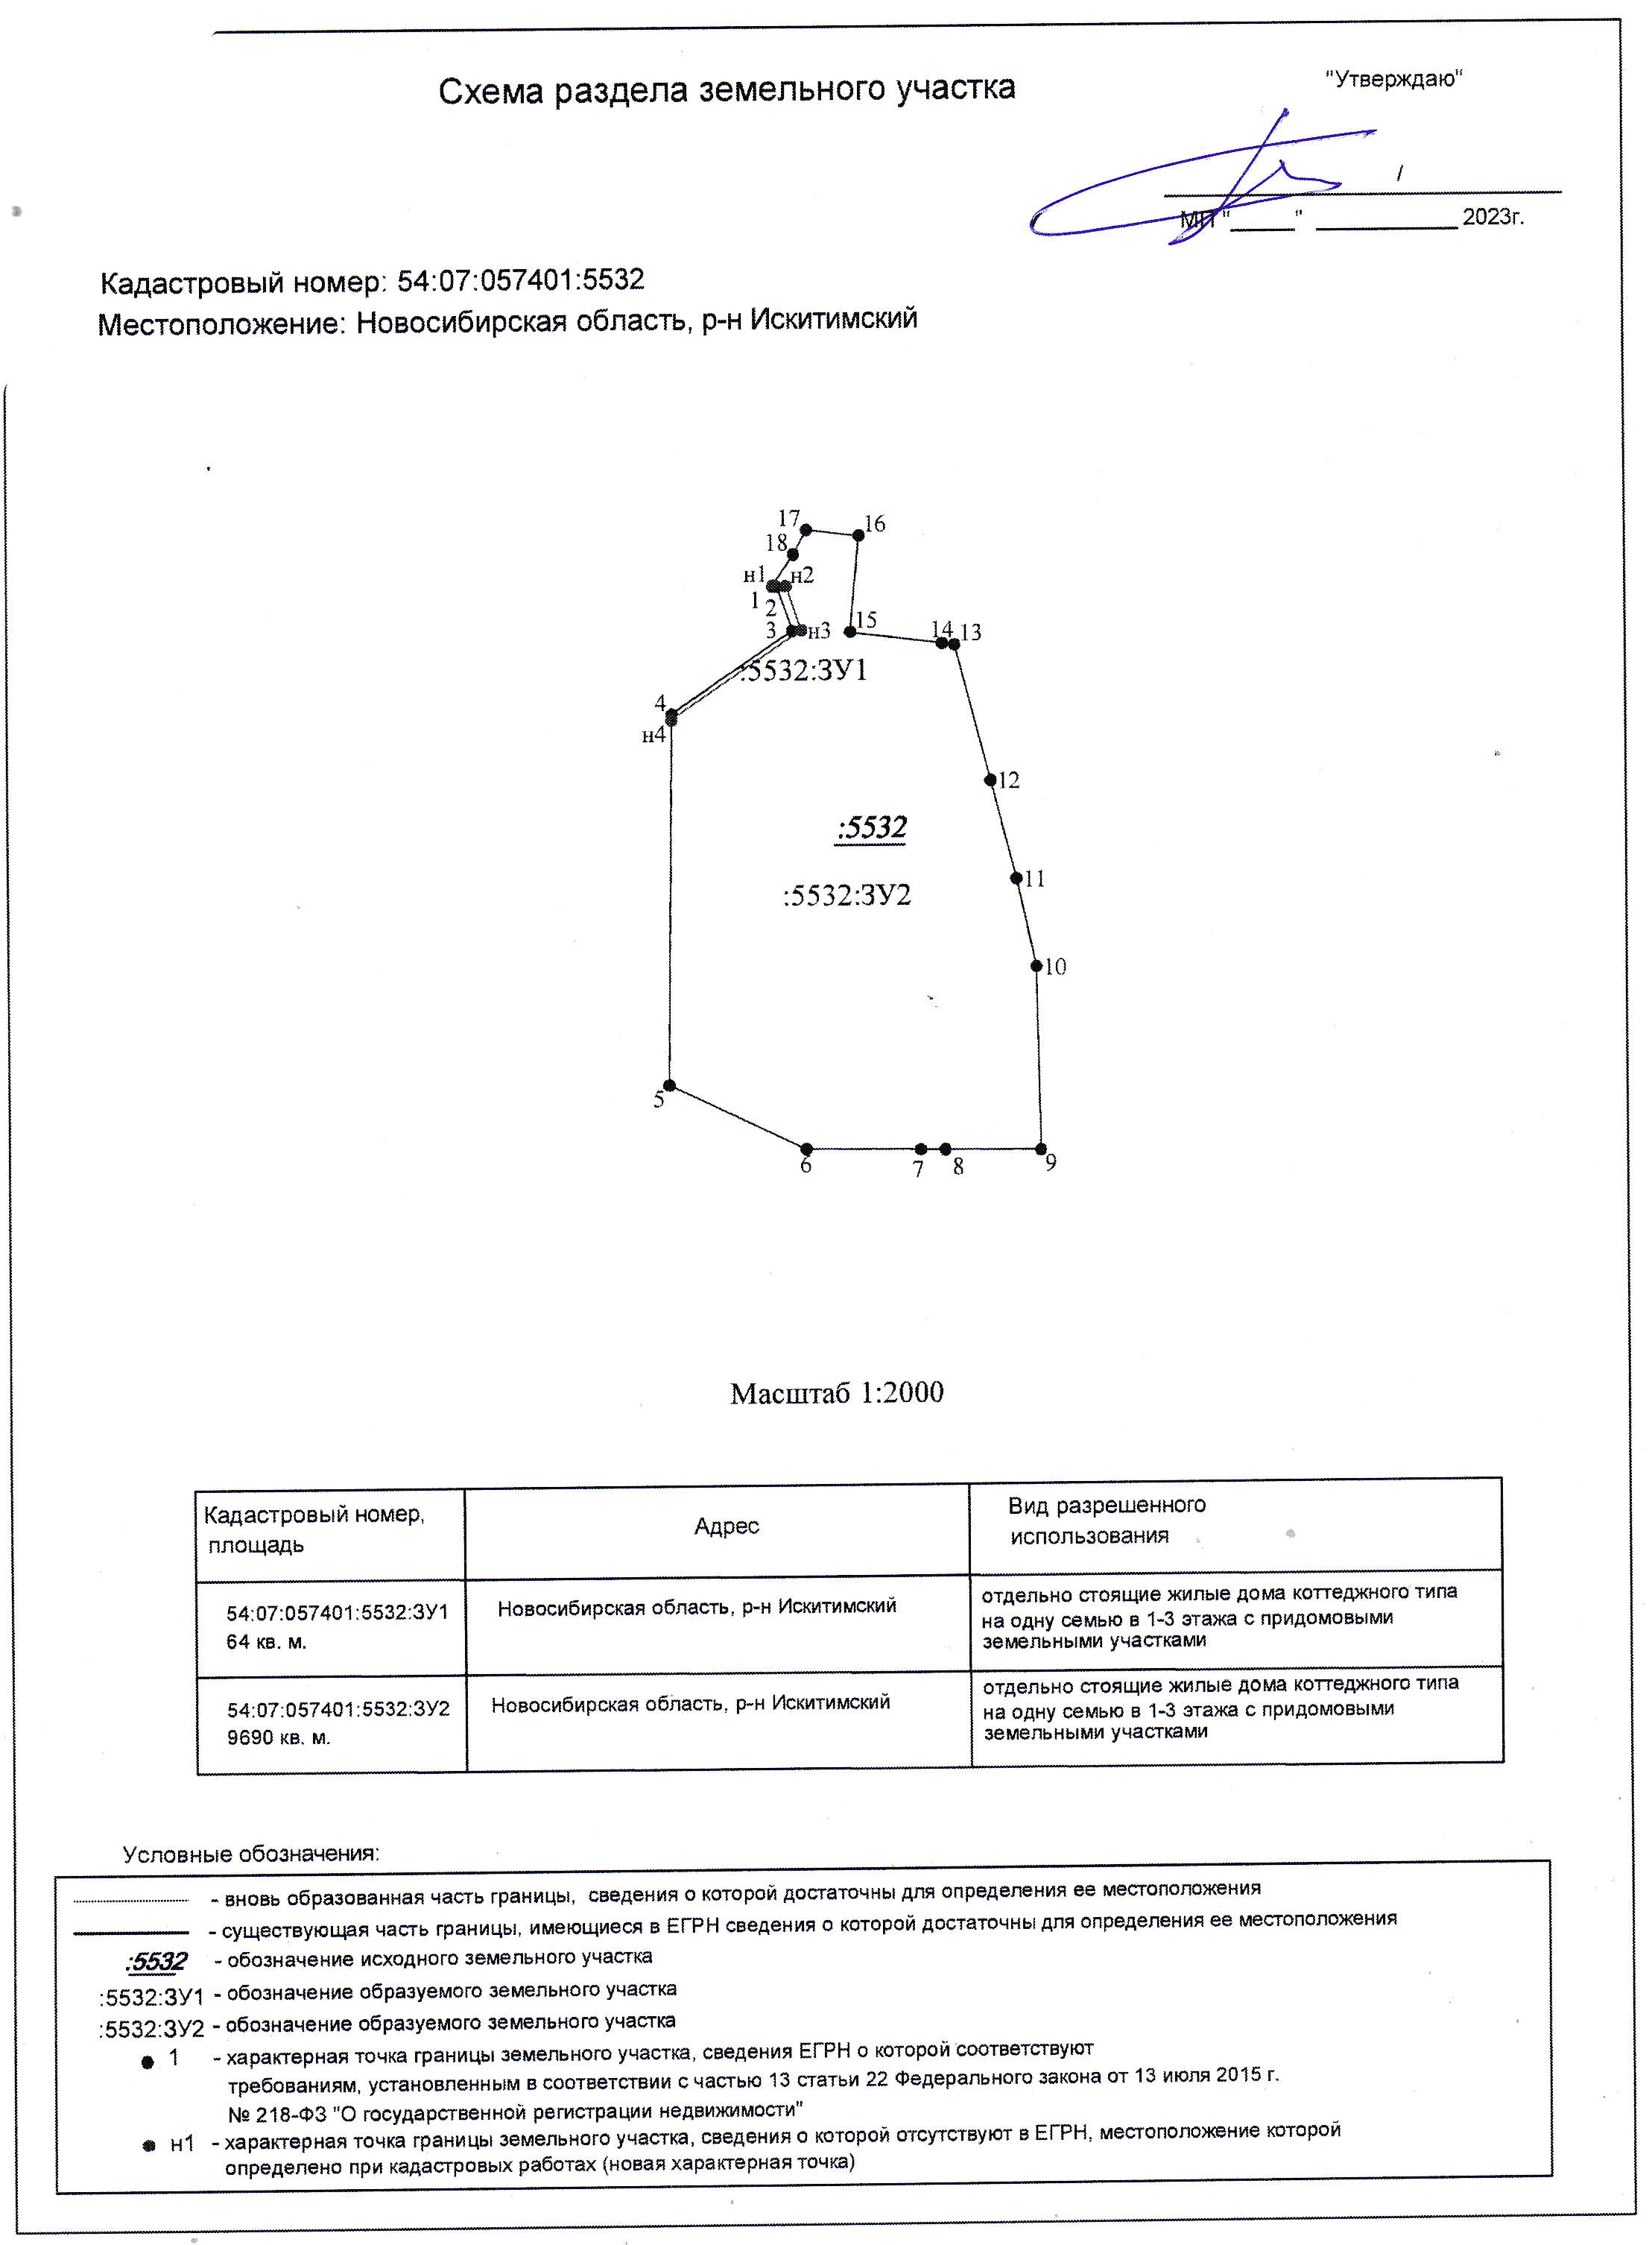 Схема раздела земельного участка
"Утверждаю"
/
МП "_____" ____________ 2023г.
Кадастровый номер: 54:07:057401:5532
Местоположение: Новосибирская область, р-н Искитимский
17
16
18
н1
н2
1
2
3
н3
15
14
13
:5532:ЗУ1
4
н4
12
:5532
:5532:ЗУ2
11
10
5
6
7
8
9
Масштаб 1:2000
Кадастровый номер,
площадь
Адрес
Вид разрешенного
использования
54:07:057401:5532:ЗУ1
64 кв. м.
Новосибирская область, р-н Искитимский
отдельно стоящие жилые дома коттеджного типа
на одну семью в 1-3 этажа с придомовыми
земельными участками
54:07:057401:5532:ЗУ2
9690 кв. м.
Новосибирская область, р-н Искитимский
отдельно стоящие жилые дома коттеджного типа
на одну семью в 1-3 этажа с придомовыми
земельными участками
Условные обозначения:
- вновь образованная часть границы, сведения о которой достаточны для определения ее местоположения
- существующая часть границы, имеющиеся в ЕГРН сведения о которой достаточны для определения ее местоположения
:5532 - обозначение исходного земельного участка
:5532:ЗУ1 - обозначение образуемого земельного участка
:5532:ЗУ2 - обозначение образуемого земельного участка
1 - характерная точка границы земельного участка, сведения ЕГРН о которой соответствуют
требованиям, установленным в соответствии с частью 13 статьи 22 Федерального закона от 13 июля 2015 г.
№ 218-ФЗ "О государственной регистрации недвижимости"
н1 - характерная точка границы земельного участка, сведения о которой отсутствуют в ЕГРН, местоположение которой
определено при кадастровых работах (новая характерная точка)